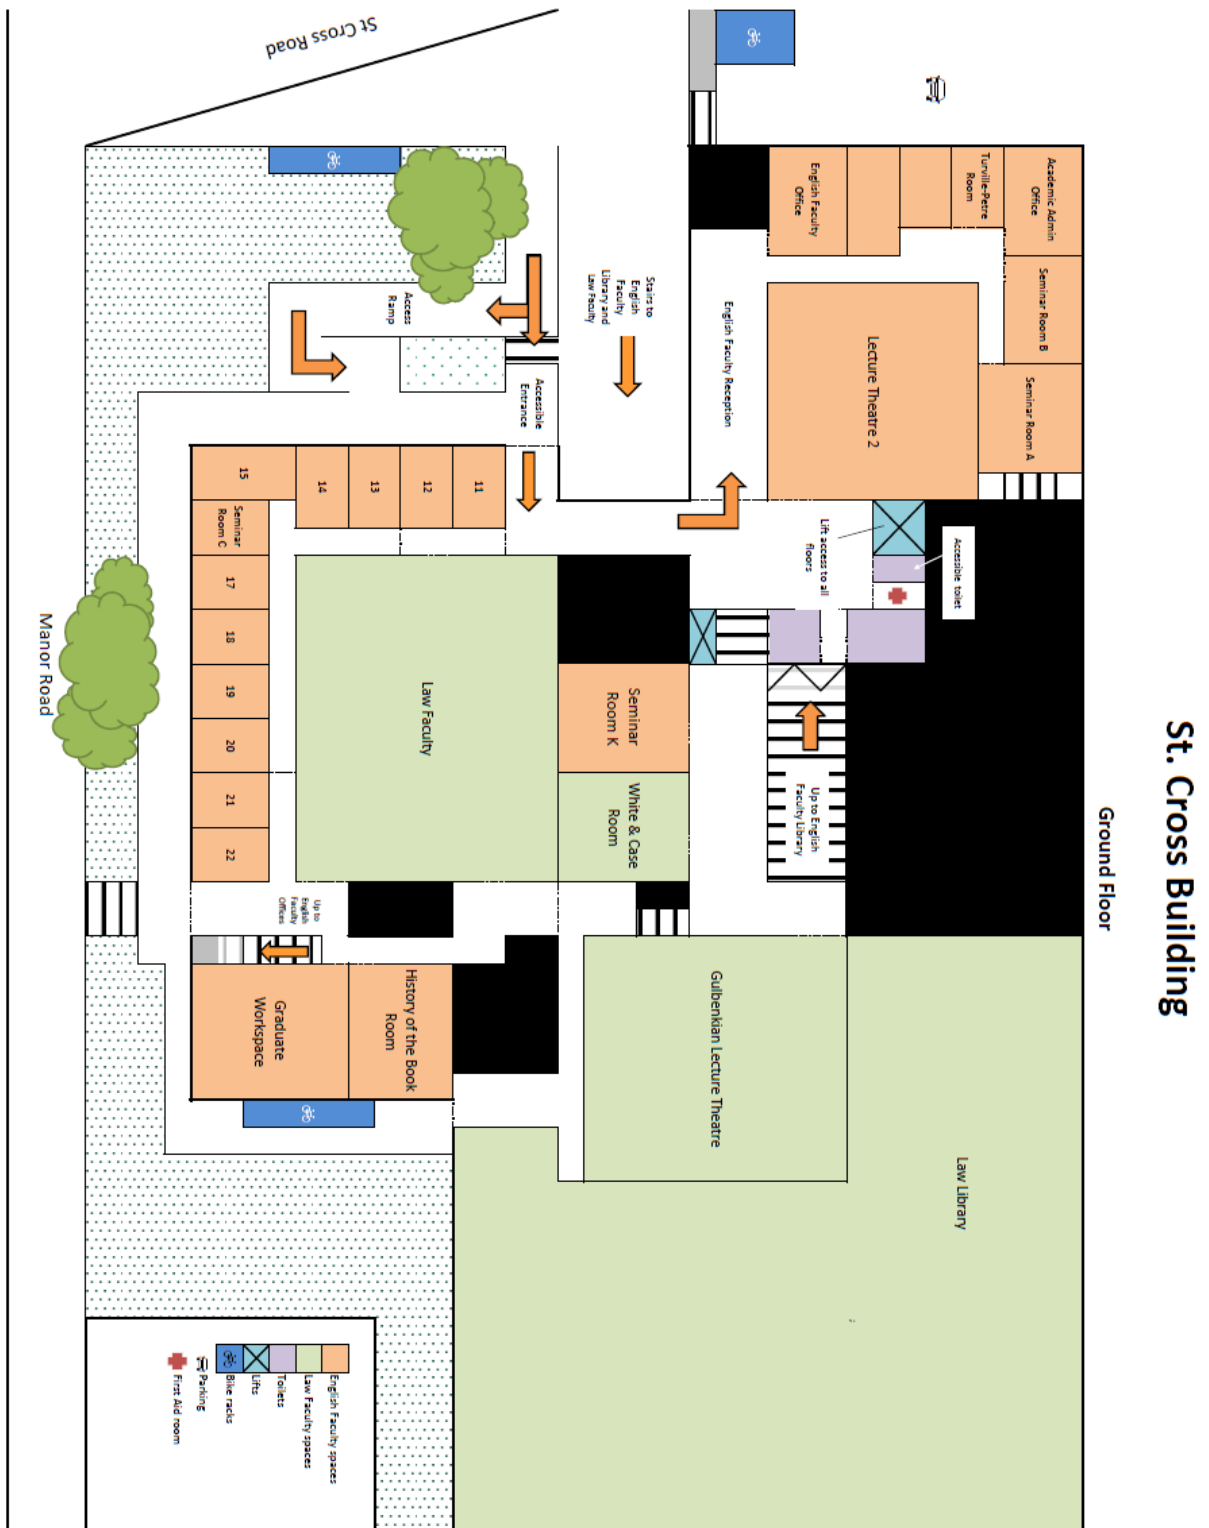 St. Cross Building
Ground Floor
St Cross Road
Academic Admin
Office
Turville-Petre
Room
English Faculty
Office
Seminar Room B
Seminar Room A
Lecture Theatre 2
English Faculty Reception
Stairs to
English
Faculty
Library and
Law Faculty
Access
Ramp
Accessible
Entrance
Accessible toilet
Lift access to all
floors
11
12
13
14
15
Seminar
Room C
17
18
19
20
21
22
Law Faculty
Seminar
Room K
White & Case
Room
Up to English
Faculty Library
Up to
English
Faculty
Offices
Graduate
Workspace
History of the Book
Room
Gulbenkian Lecture Theatre
Law Library
Manor Road
English Faculty spaces
Law Faculty spaces
Toilets
Lifts
Bike racks
Parking
First Aid room